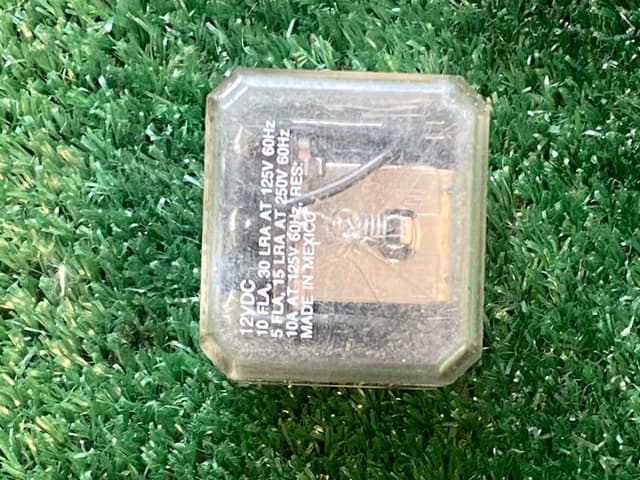 12VDC
10 FLA, 30 LRA AT 125V 60Hz
5 FLA, 15 LRA AT 250V 60Hz
10A AT 125V 60Hz, RES.
MADE IN MEXICO